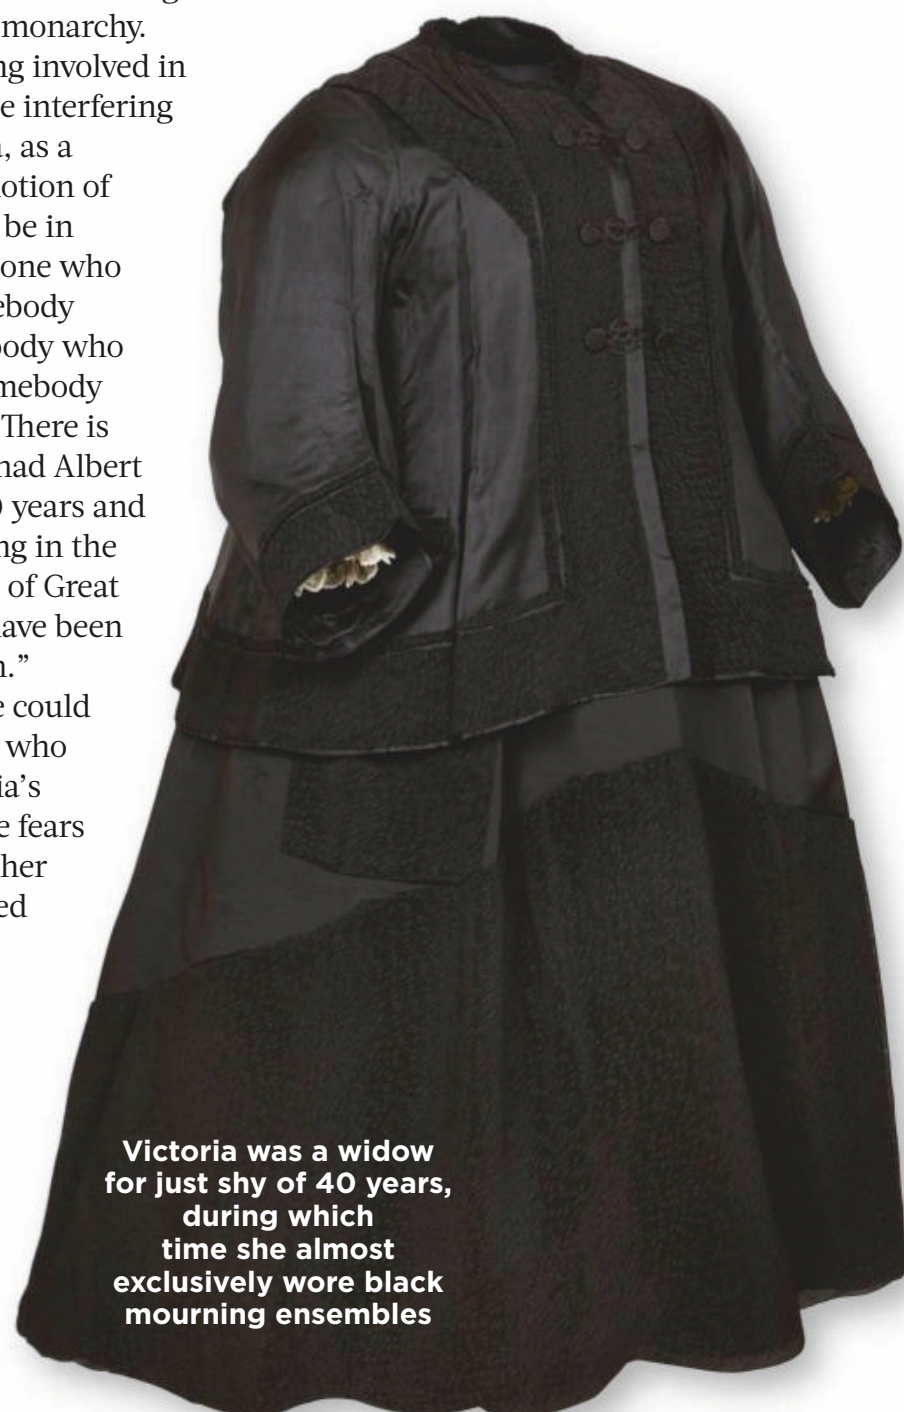 monarchy.
ng involved in
e interfering
, as a
otion of
be in
one who
ebody
body who
mebody
There is
had Albert
years and
ng in the
of Great
have been
n.”
e could
who
ia’s
e fears
her
ed
Victoria was a widow
for just shy of 40 years,
during which
time she almost
exclusively wore black
mourning ensembles